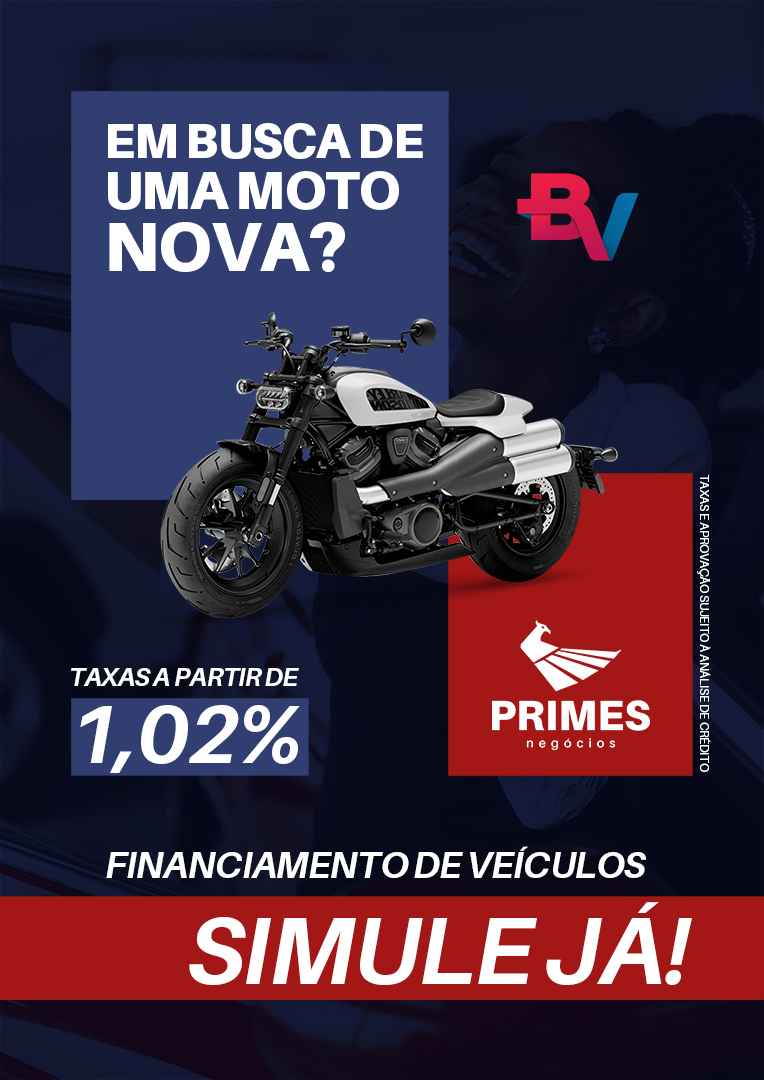 EM BUSCA DE
UMA MOTO
NOVA?
BV
TAXAS E APROVAÇÃO SUJEITO À ANÁLISE DE CRÉDITO
PRIMES
negócios
TAXAS A PARTIR DE
1,02%
FINANCIAMENTO DE VEÍCULOS
SIMULE JÁ!